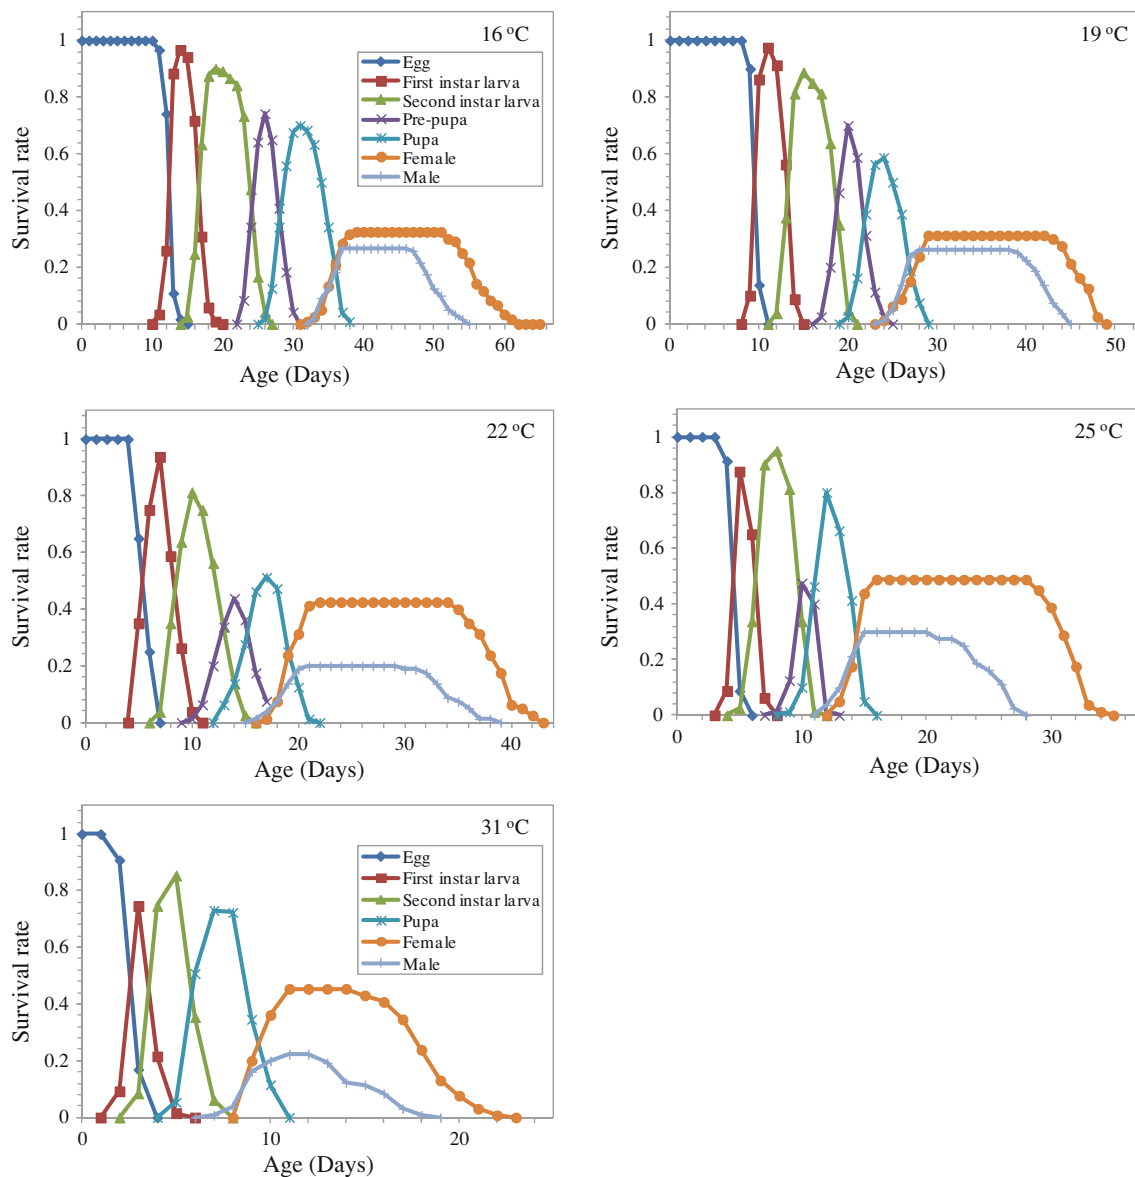 16 °C
1
0.8
0.6
0.4
0.2
0
Survival rate
Egg
First instar larva
Second instar larva
Pre-pupa
Pupa
Female
Male
0 10 20 30 40 50 60
Age (Days)
19 °C
1
0.8
0.6
0.4
0.2
0
Survival rate
0 10 20 30 40 50
Age (Days)
22 °C
1
0.8
0.6
0.4
0.2
0
Survival rate
0 10 20 30 40
Age (Days)
25 °C
1
0.8
0.6
0.4
0.2
0
Survival rate
0 10 20 30
Age (Days)
31 °C
1
0.8
0.6
0.4
0.2
0
Survival rate
Egg
First instar larva
Second instar larva
Pupa
Female
Male
0 10 20
Age (Days)